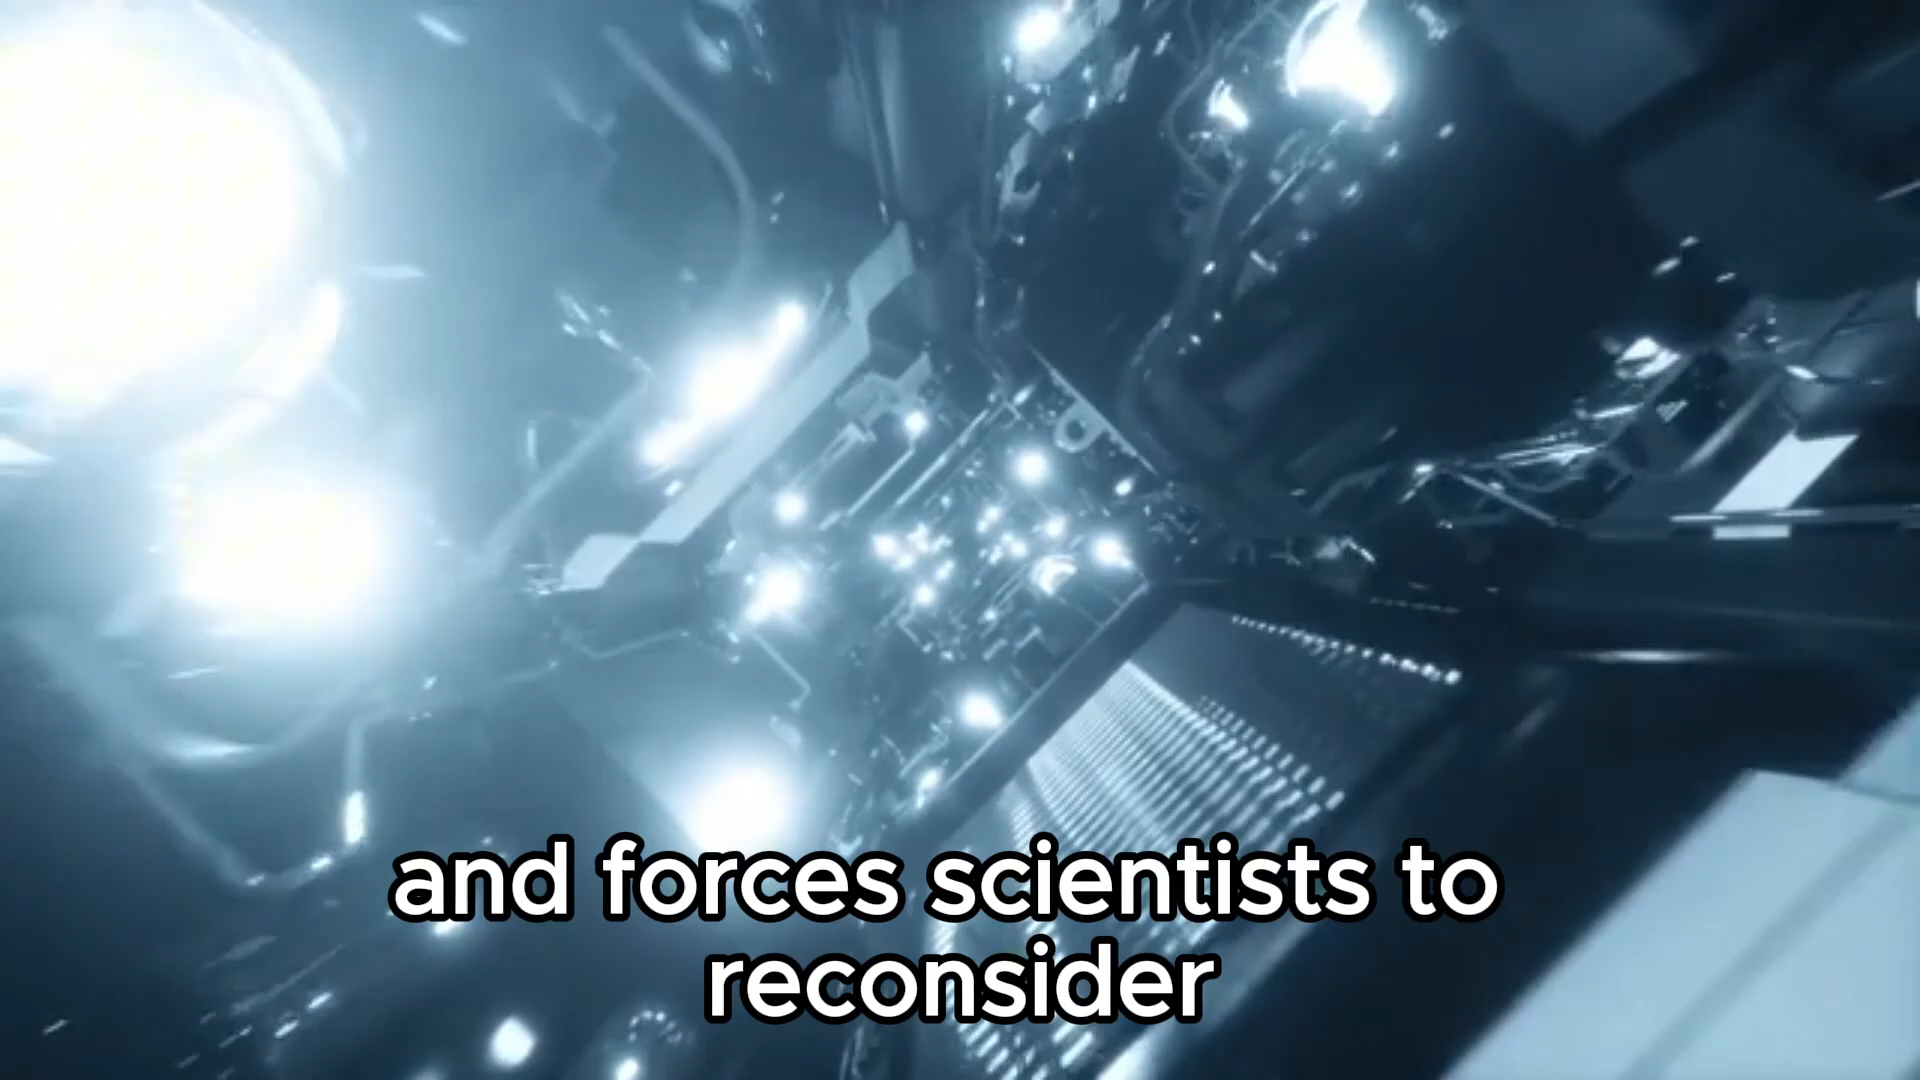 and forces scientists to
reconsider